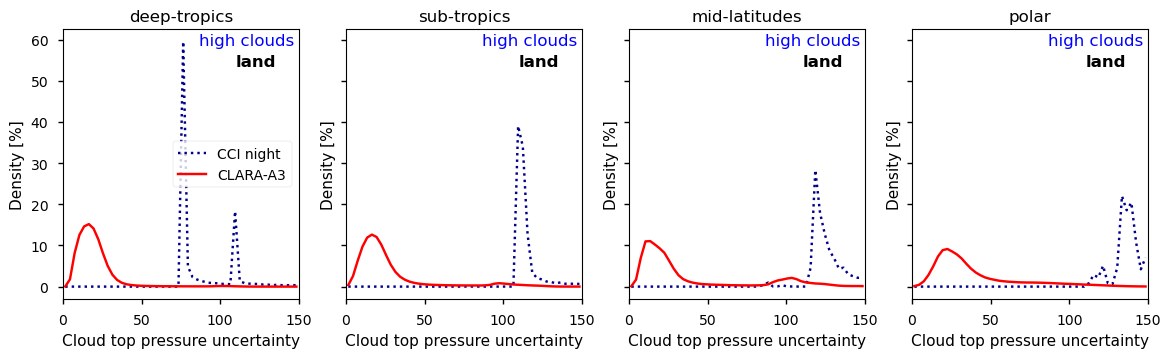 deep-tropics
sub-tropics
mid-latitudes
polar
high clouds
land
high clouds
land
high clouds
land
high clouds
land
Density [%]
60
50
40
30
20
10
0
CCI night
CLARA-A3
Density [%]
Density [%]
Density [%]
0 50 100 150
0 50 100 150
0 50 100 150
0 50 100 150
Cloud top pressure uncertainty
Cloud top pressure uncertainty
Cloud top pressure uncertainty
Cloud top pressure uncertainty